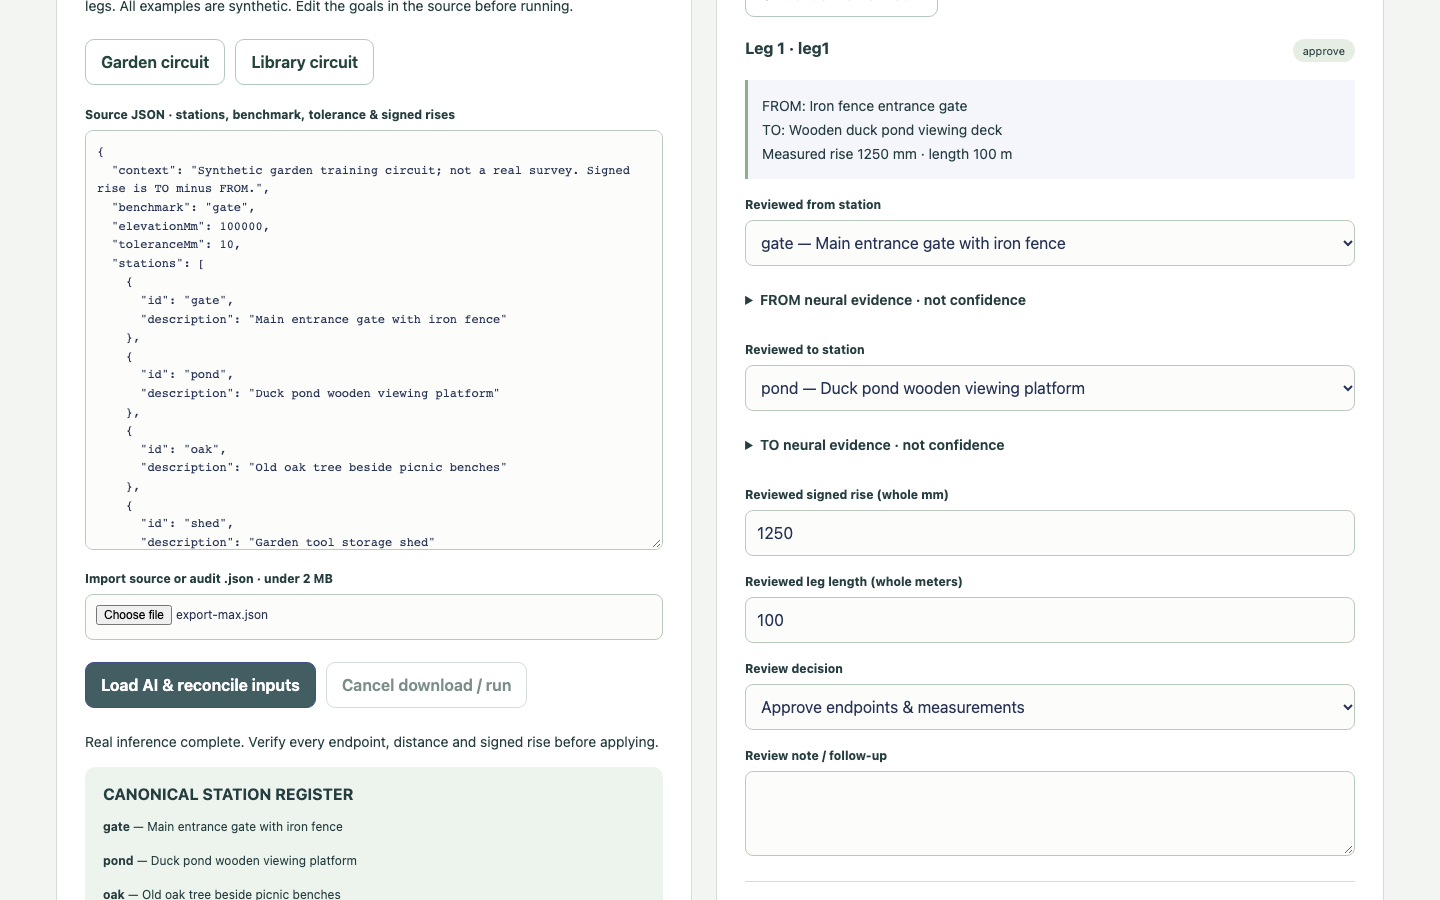 legs. All examples are synthetic. Edit the goals in the source before running.
Garden circuit
Library circuit
Source JSON · stations, benchmark, tolerance & signed rises
{
"context": "Synthetic garden training circuit; not a real survey. Signed
rise is TO minus FROM.",
"benchmark": "gate",
"elevationMm": 100000,
"toleranceMm": 10,
"stations": [
{
"id": "gate",
"description": "Main entrance gate with iron fence"
},
{
"id": "pond",
"description": "Duck pond wooden viewing platform"
},
{
"id": "oak",
"description": "Old oak tree beside picnic benches"
},
{
"id": "shed",
"description": "Garden tool storage shed"
Import source or audit .json · under 2 MB
Choose file export-max.json
Load AI & reconcile inputs
Cancel download / run
Real inference complete. Verify every endpoint, distance and signed rise before applying.
CANONICAL STATION REGISTER
gate — Main entrance gate with iron fence
pond — Duck pond wooden viewing platform
oak — Old oak tree beside picnic benches
Leg 1 · leg1
approve
FROM: Iron fence entrance gate
TO: Wooden duck pond viewing deck
Measured rise 1250 mm · length 100 m
Reviewed from station
gate — Main entrance gate with iron fence
▶ FROM neural evidence · not confidence
Reviewed to station
pond — Duck pond wooden viewing platform
▶ TO neural evidence · not confidence
Reviewed signed rise (whole mm)
1250
Reviewed leg length (whole meters)
100
Review decision
Approve endpoints & measurements
Review note / follow-up